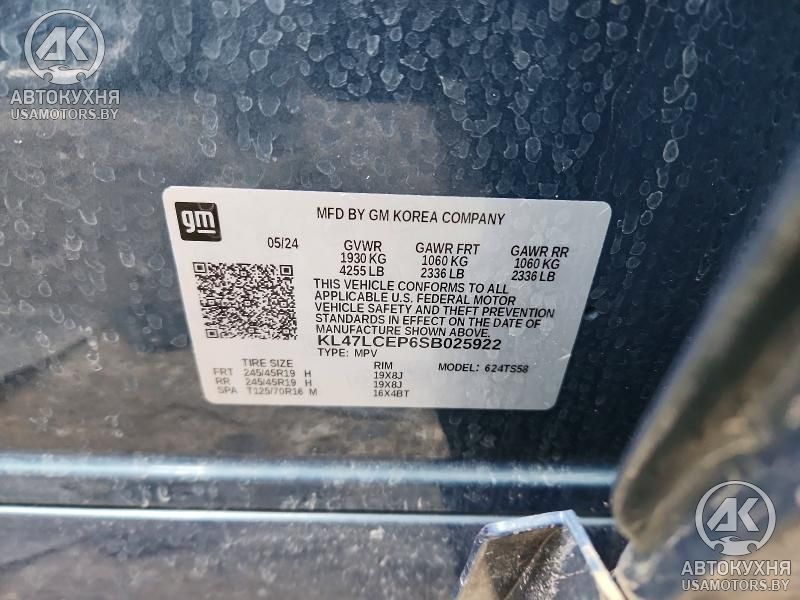 АК
АВТОКУХНЯ
USAMOTORS.BY
gm
MFD BY GM KOREA COMPANY
05/24 GVWR GAWR FRT GAWR RR
1930 KG 1060 KG 1060 KG
4255 LB 2336 LB 2336 LB
THIS VEHICLE CONFORMS TO ALL
APPLICABLE U.S. FEDERAL MOTOR
VEHICLE SAFETY AND THEFT PREVENTION
STANDARDS IN EFFECT ON THE DATE OF
MANUFACTURE SHOWN ABOVE.
KL47LCEP6SB025922
TYPE: MPV
TIRE SIZE RIM MODEL: 624TS58
FRT 245/45R19 H 19X8J
RR 245/45R19 H 19X8J
SPA T125/70R16 M 16X4BT
АК
АВТОКУХНЯ
USAMOTORS.BY